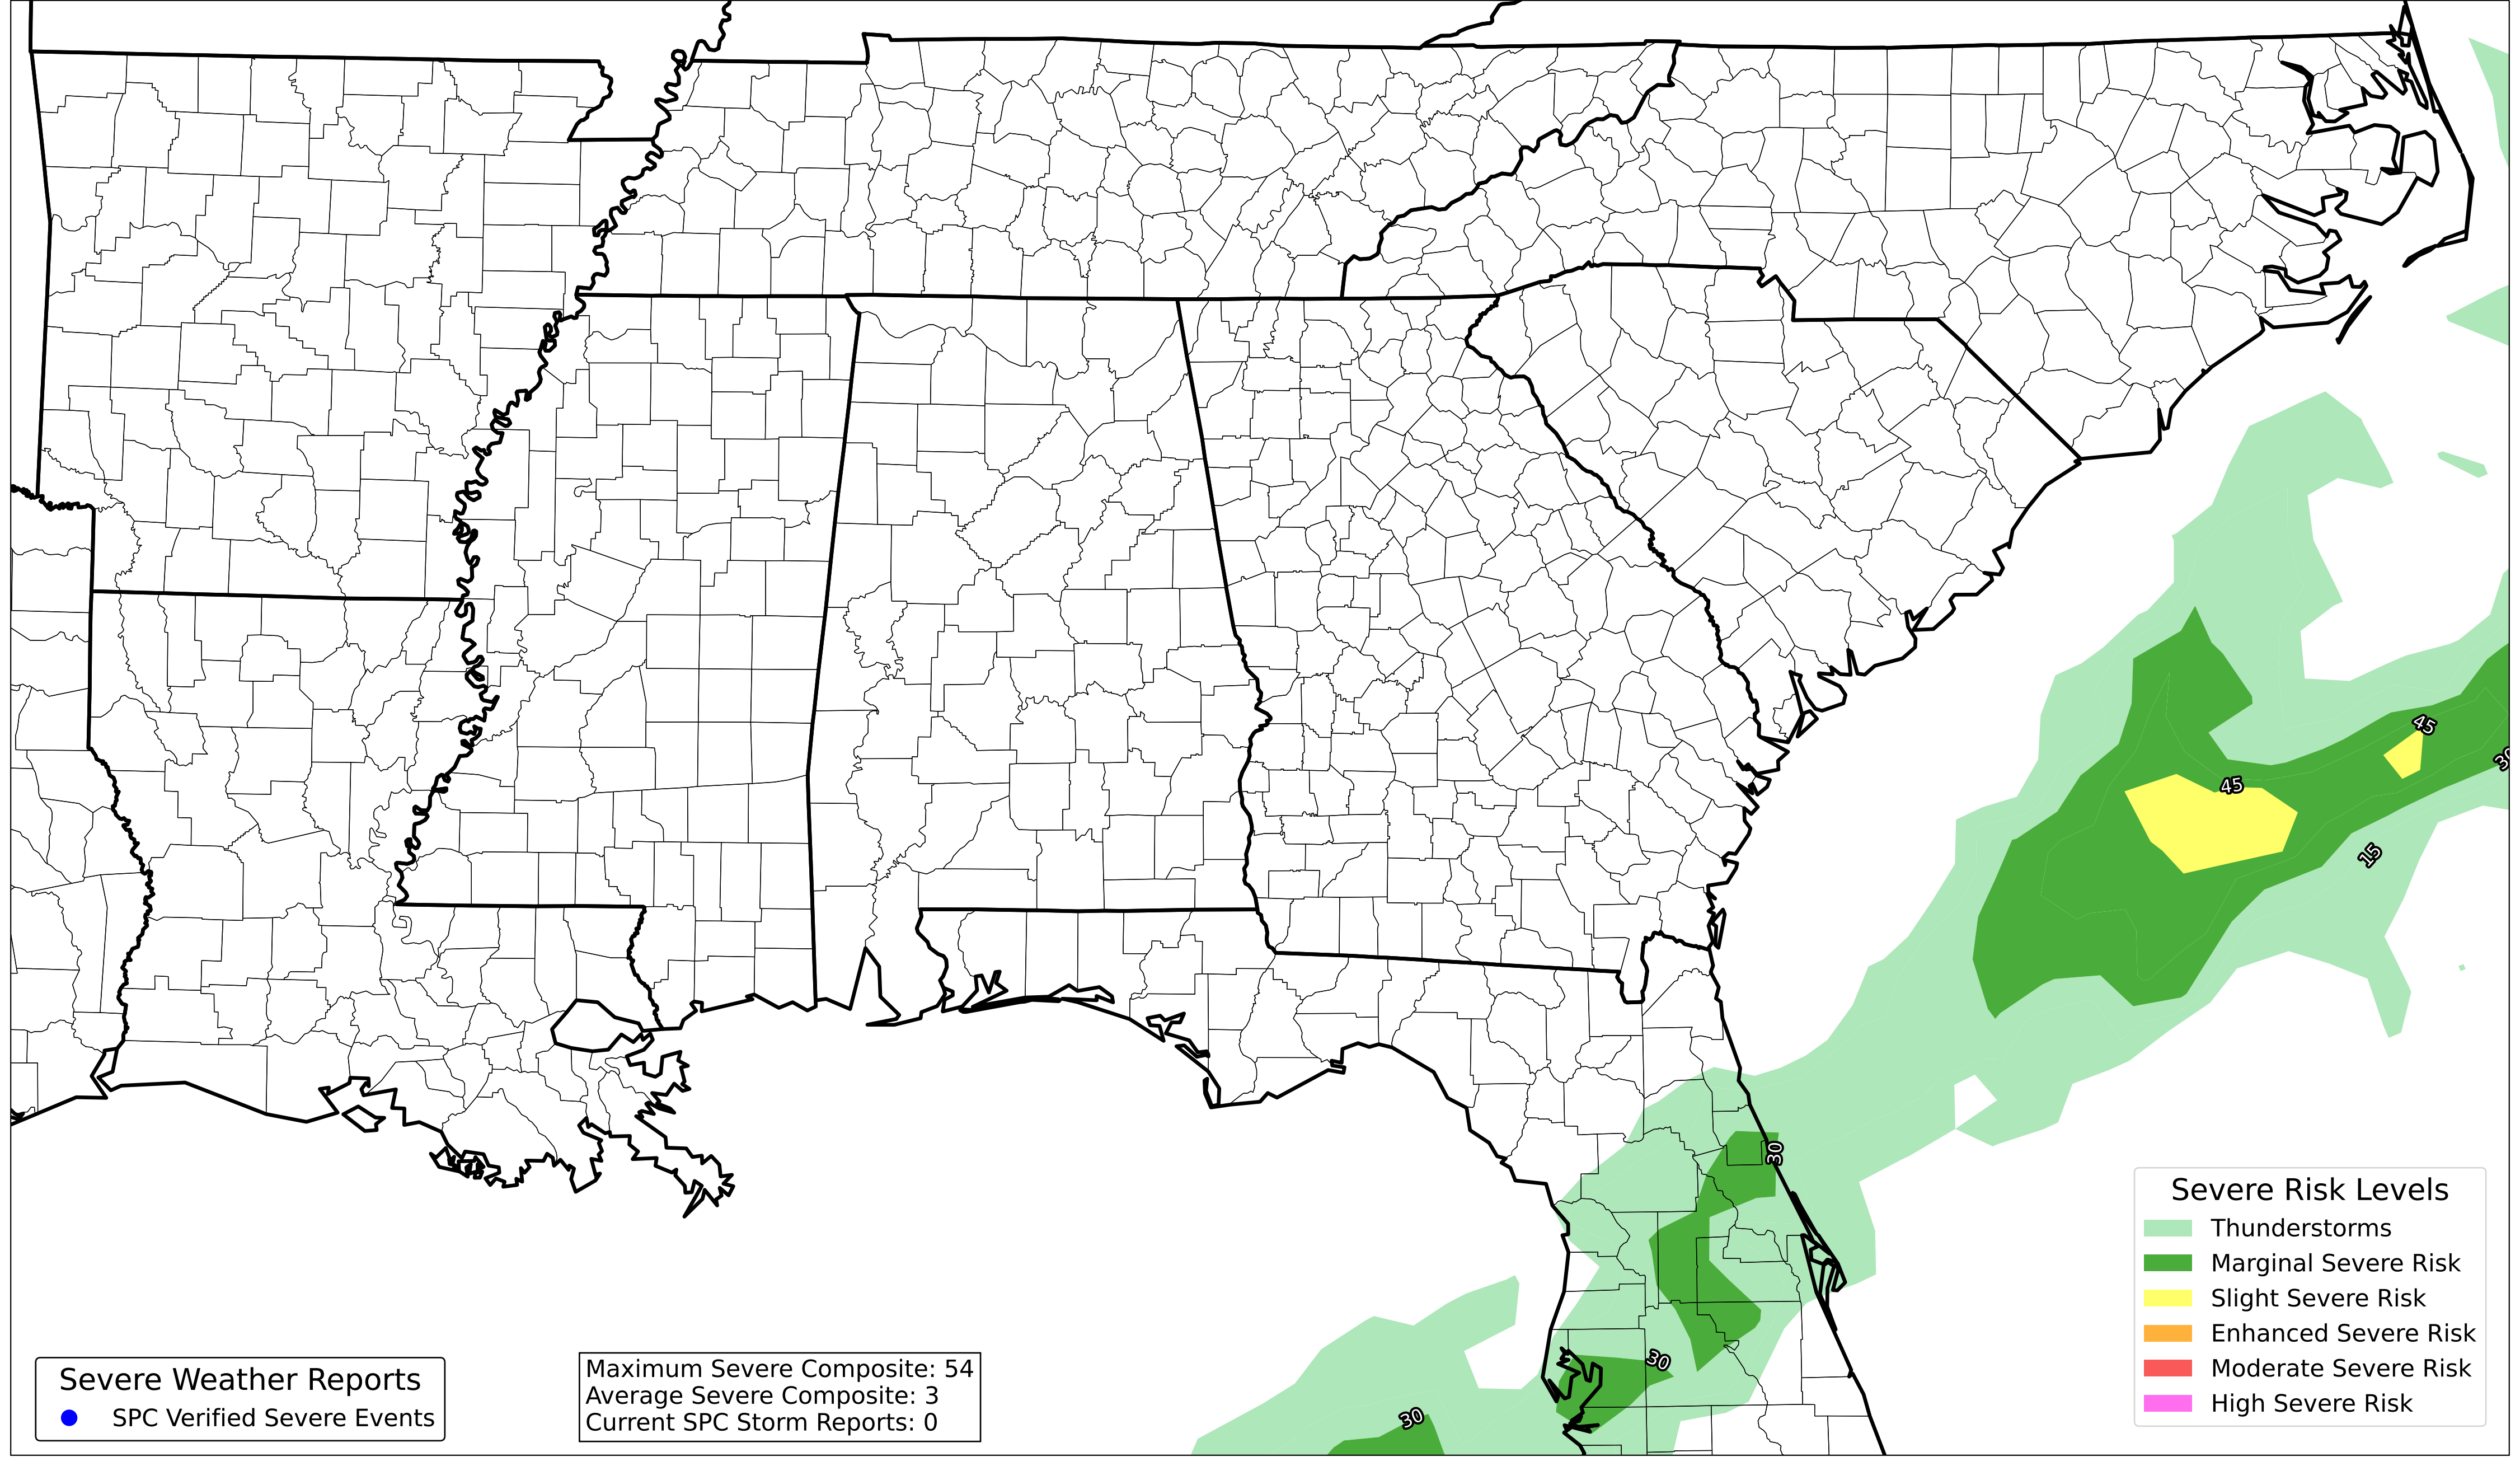 45
45
30
15
30
30
30
Severe Risk Levels
Thunderstorms
Marginal Severe Risk
Slight Severe Risk
Enhanced Severe Risk
Moderate Severe Risk
High Severe Risk
Severe Weather Reports
SPC Verified Severe Events
Maximum Severe Composite: 54
Average Severe Composite: 3
Current SPC Storm Reports: 0